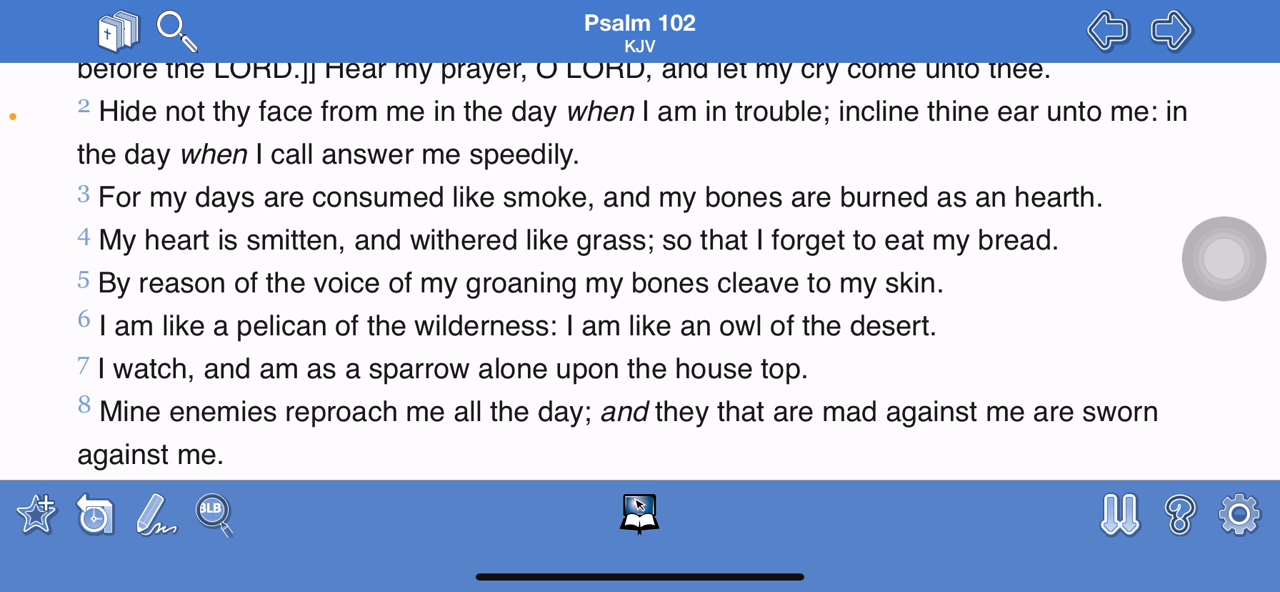 Psalm 102
KJV
before the LORD.]] Hear my prayer, O LORD, and let my cry come unto thee.
2 Hide not thy face from me in the day when I am in trouble; incline thine ear unto me: in
the day when I call answer me speedily.
3 For my days are consumed like smoke, and my bones are burned as an hearth.
4 My heart is smitten, and withered like grass; so that I forget to eat my bread.
5 By reason of the voice of my groaning my bones cleave to my skin.
6 I am like a pelican of the wilderness: I am like an owl of the desert.
7 I watch, and am as a sparrow alone upon the house top.
8 Mine enemies reproach me all the day; and they that are mad against me are sworn
against me.
BLB